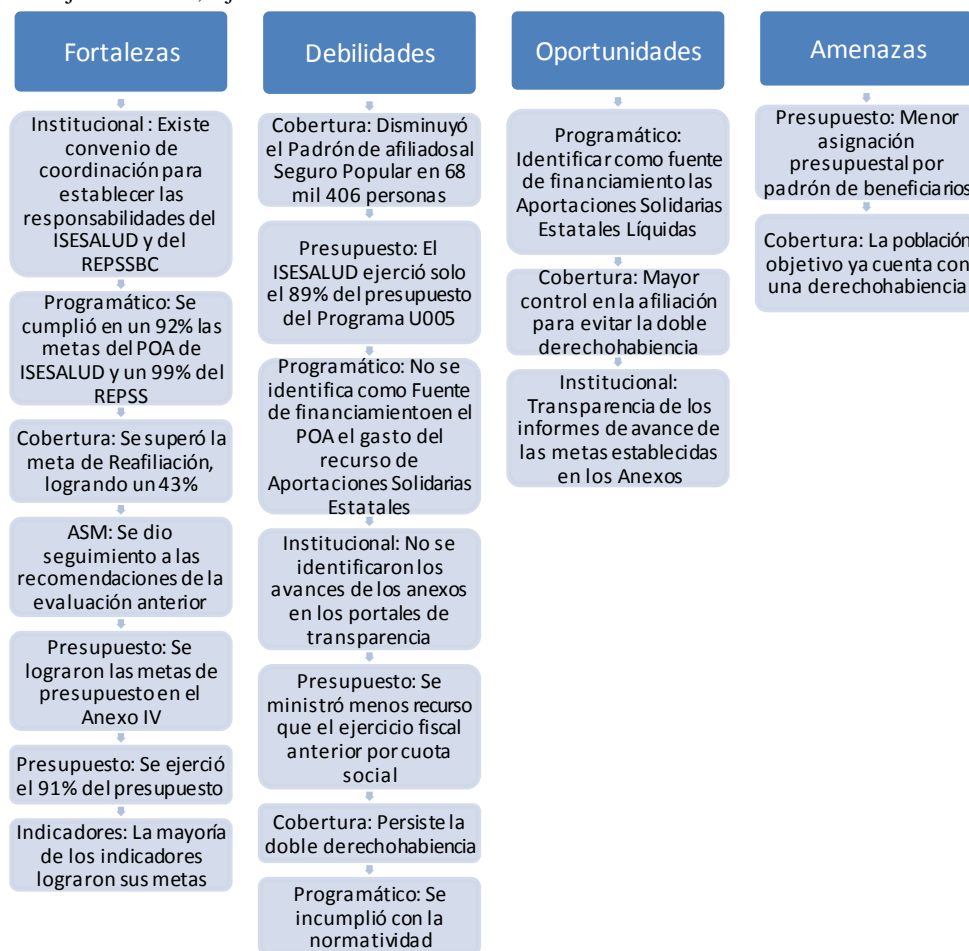 Fortalezas
Institucional : Existe
convenio de
coordinación para
establecer las
responsabilidades del
ISESALUD y del
REPSSBC
Programático: Se
cumplió en un 92% las
metas del POA de
ISESALUD y un 99% del
REPSS
Cobertura: Se superó la
meta de Reafiliación,
logrando un 43%
ASM: Se dio
seguimiento a las
recomendaciones de la
evaluación anterior
Presupuesto: Se
lograron las metas de
presupuesto en el
Anexo IV
Presupuesto: Se ejerció
el 91% del presupuesto
Indicadores: La mayoría
de los indicadores
lograron sus metas
Debilidades
Cobertura: Disminuyó
el Padrón de afiliadosal
Seguro Popular en 68
mil 406 personas
Presupuesto: El
ISESALUD ejerció solo
el 89% del presupuesto
del Programa U005
Programático: No se
identifica como Fuente
de financiamiento en el
POA el gasto del
recurso de
Aportaciones Solidarias
Estatales
Institucional: No se
identificaron los
avances de los anexos
en los portales de
transparencia
Presupuesto: Se
ministró menos recurso
que el ejercicio fiscal
anterior por cuota
social
Cobertura: Persiste la
doble derechohabiencia
Programático: Se
incumplió con la
normatividad
Oportunidades
Programático:
Identificar como fuente
de financiamiento las
Aportaciones Solidarias
Estatales Líquidas
Cobertura: Mayor
control en la afiliación
para evitar la doble
derechohabiencia
Institucional:
Transparencia de los
informes de avance de
las metas establecidas
en los Anexos
Amenazas
Presupuesto: Menor
asignación
presupuestal por
padrón de beneficiarios
Cobertura: La población
objetivo ya cuenta con
una derechohabiencia